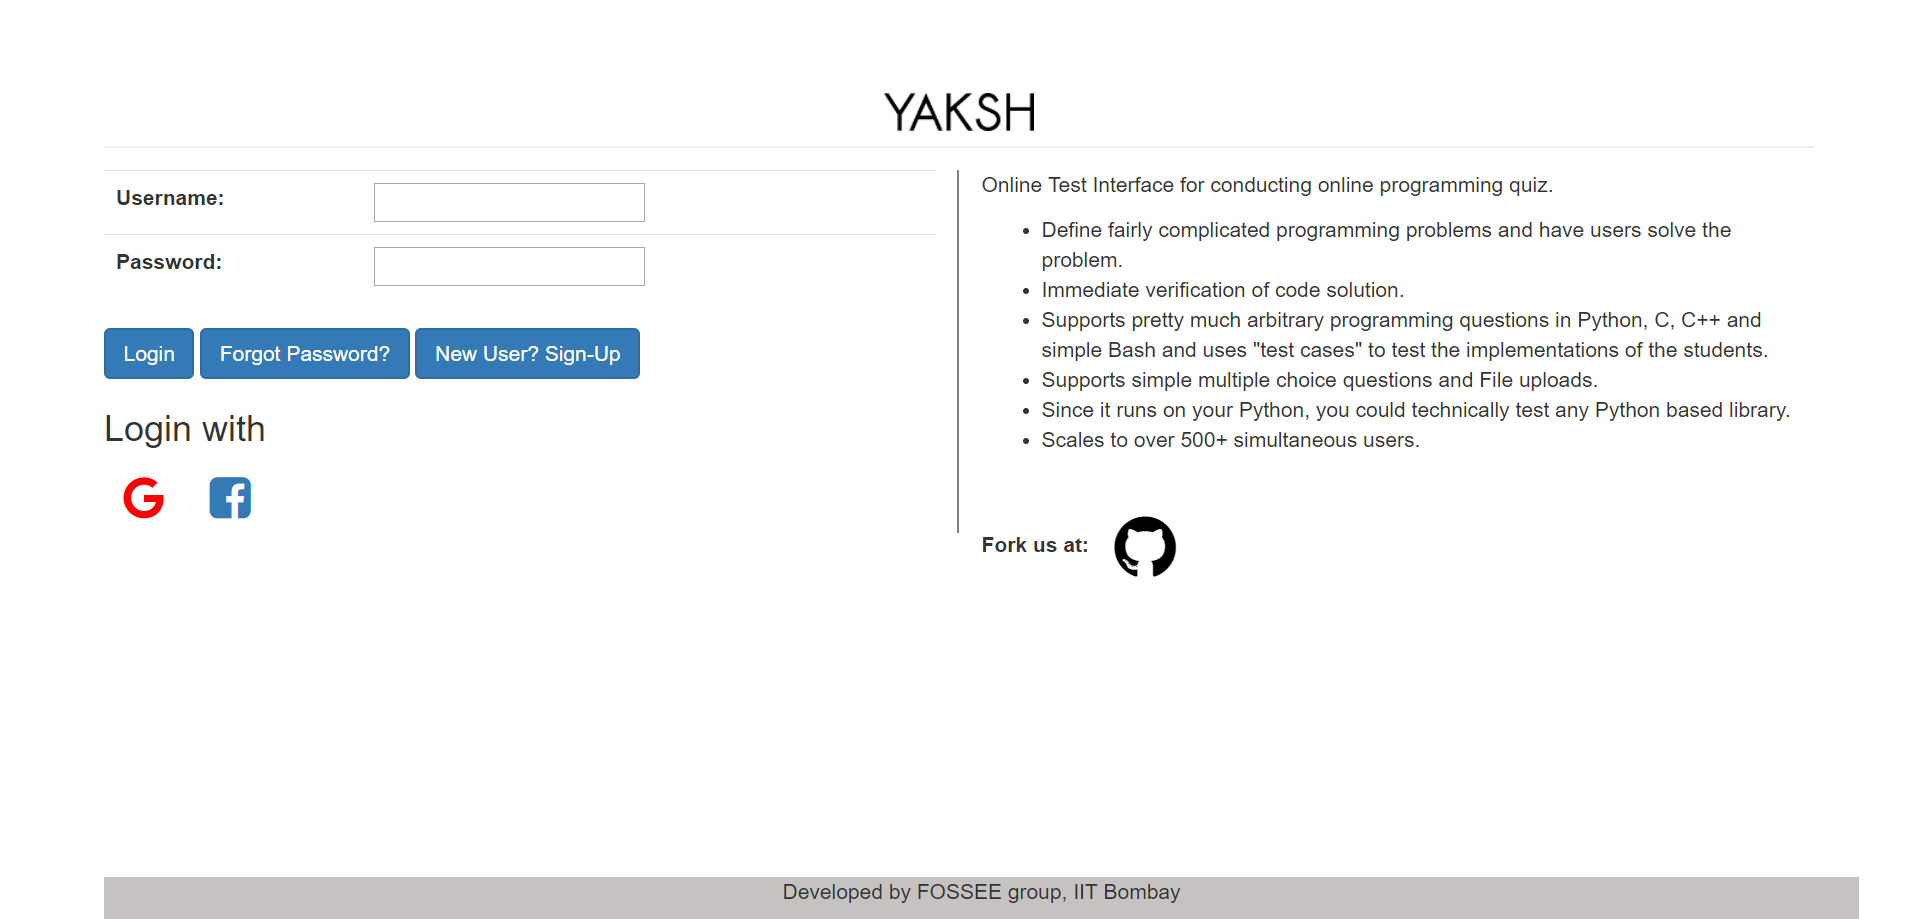 YAKSH
Username:
Password:
Login Forgot Password? New User? Sign-Up
Login with
Online Test Interface for conducting online programming quiz.
• Define fairly complicated programming problems and have users solve the
problem.
• Immediate verification of code solution.
• Supports pretty much arbitrary programming questions in Python, C, C++ and
simple Bash and uses "test cases" to test the implementations of the students.
• Supports simple multiple choice questions and File uploads.
• Since it runs on your Python, you could technically test any Python based library.
• Scales to over 500+ simultaneous users.
Fork us at:
Developed by FOSSEE group, IIT Bombay